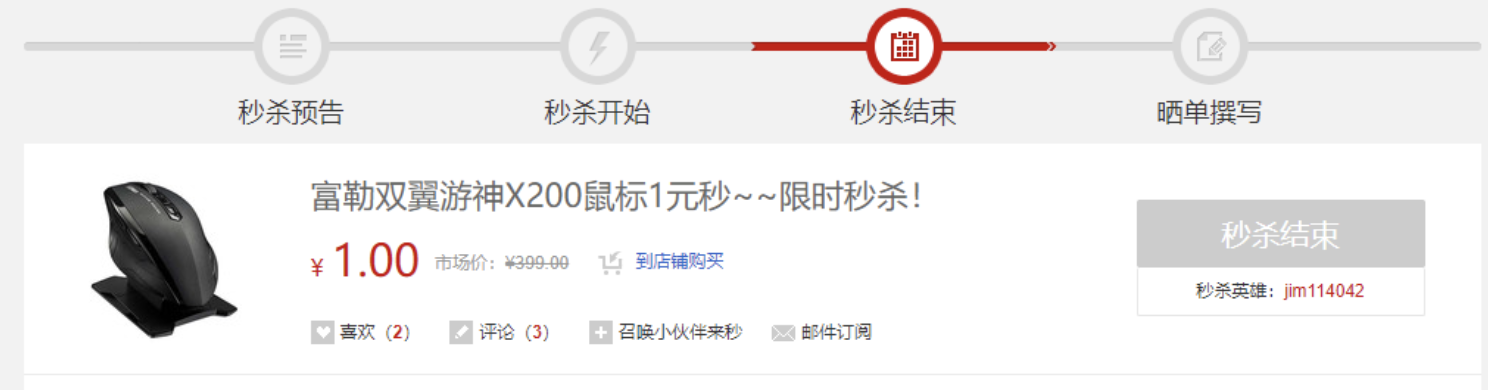 秒杀预告
秒杀开始
秒杀结束
晒单撰写
富勒双翼游神X200鼠标1元秒~~限时秒杀!
¥ 1.00 市场价：¥399.00 到店铺购买
喜欢（2） 评论（3） 召唤小伙伴来秒 邮件订阅
秒杀结束
秒杀英雄：jim114042